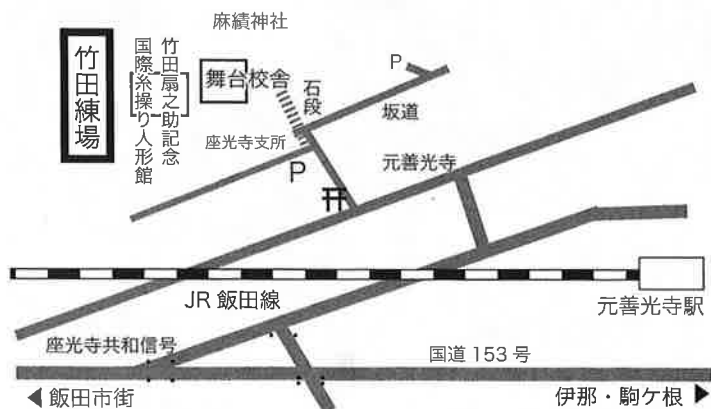 麻績神社
竹田練場
竹田扇之助記念
国際糸操り人形館
舞台校舎
石段
P
坂道
座光寺支所
P
元善光寺
JR 飯田線
元善光寺駅
座光寺共和信号
国道 153 号
◀ 飯田市街
伊那・駒ケ根 ▶